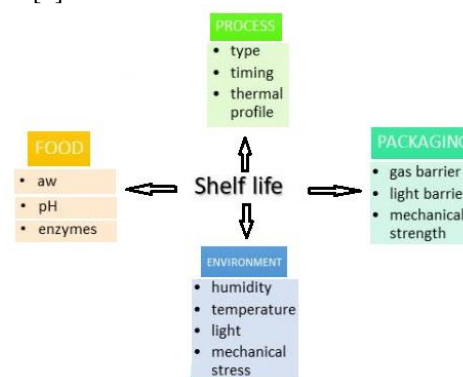 PROCESS
• type
• timing
• thermal
profile
FOOD
• aw
• pH
• enzymes
Shelf life
PACKAGING
• gas barrier
• light barrie
• mechanical
strength
ENVIRONMENT
• humidity
• temperature
• light
• mechanical
stress